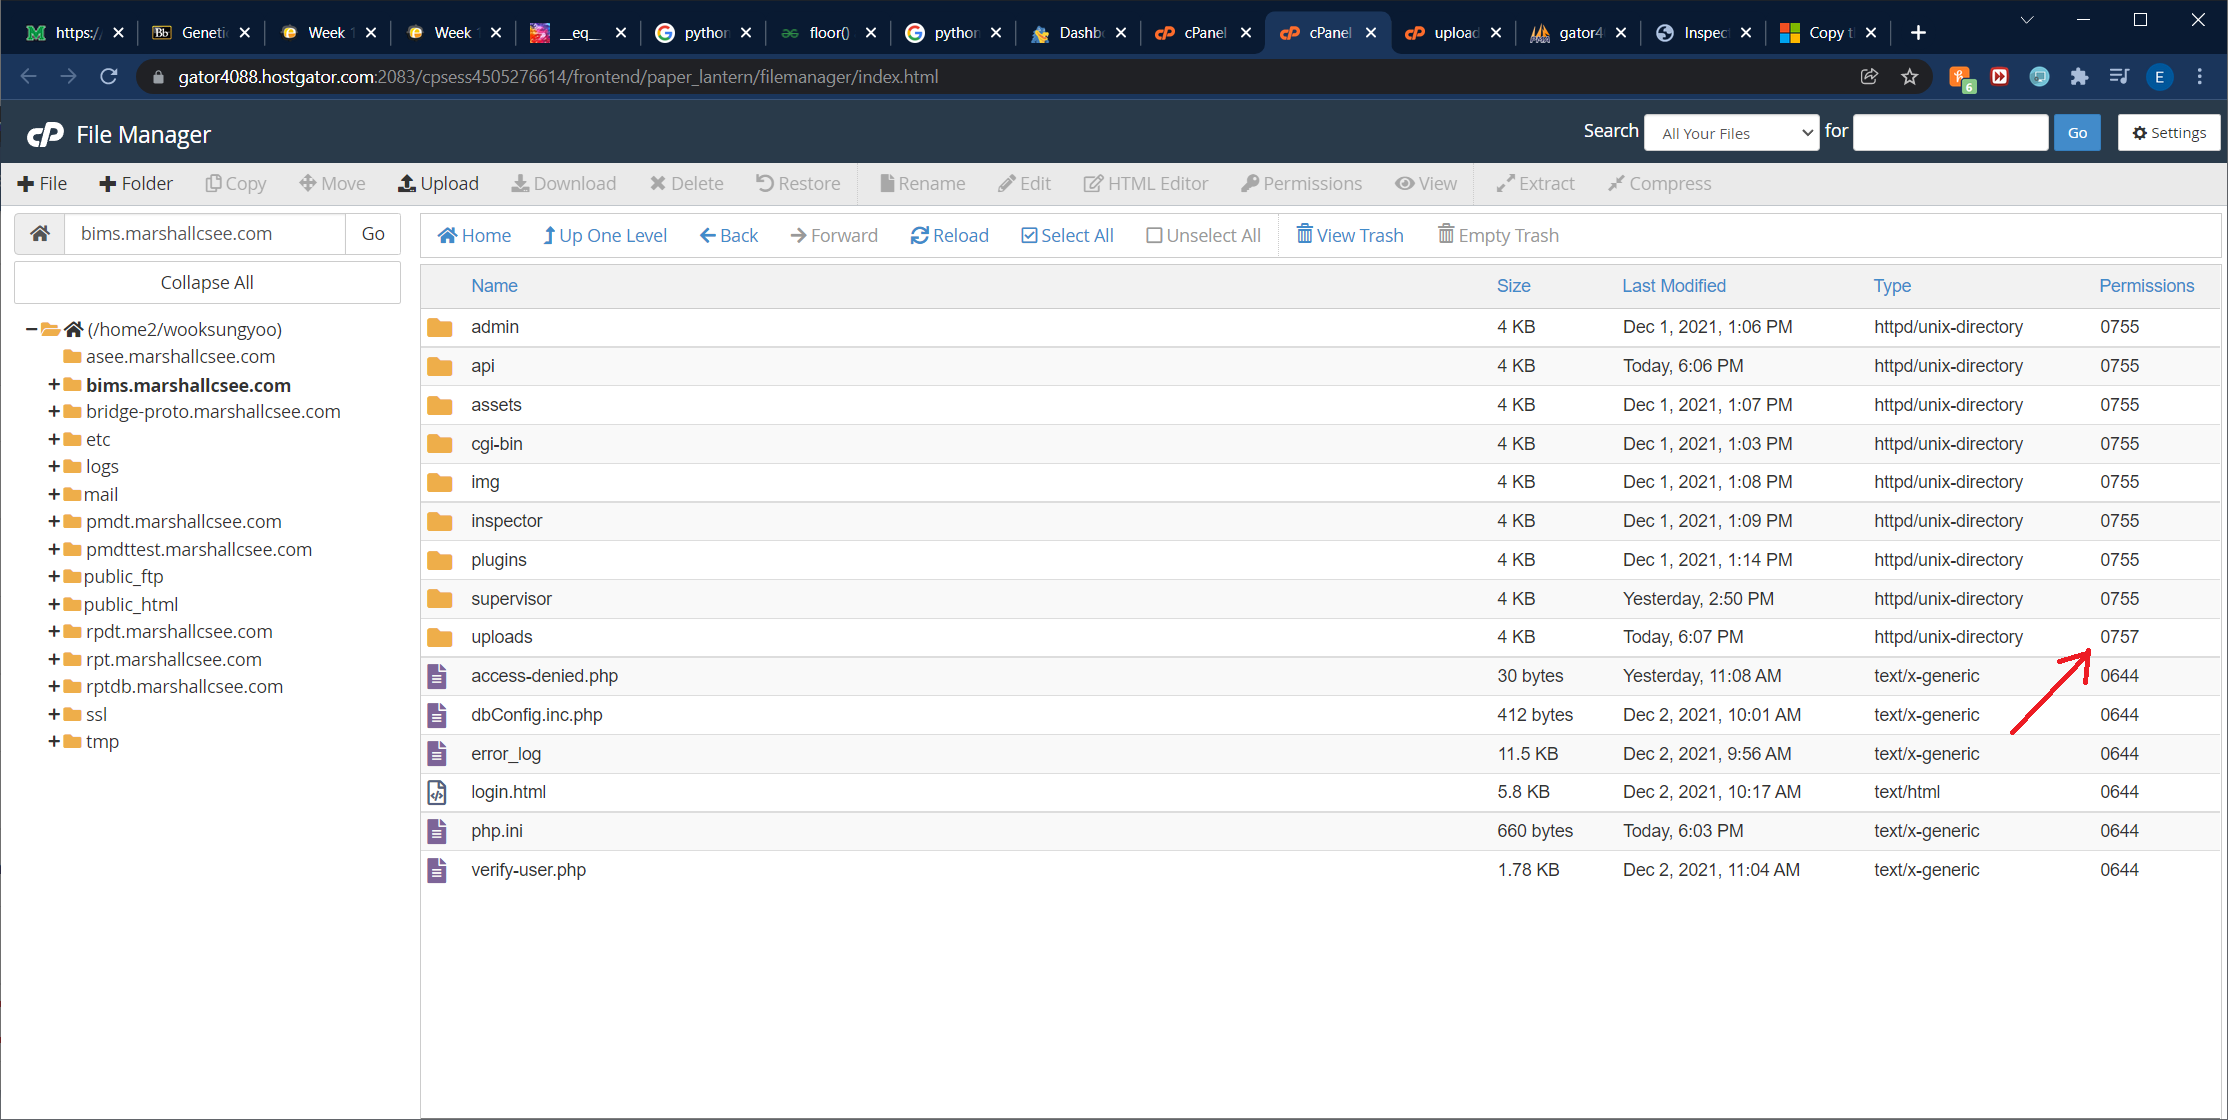 https:/ Genetic Week 1 Week 1 __eq__ python floor() python Dashb cPanel cPanel upload gator4 Inspec Copy t
gator4088.hostgator.com:2083/cpsess4505276614/frontend/paper_lantern/filemanager/index.html 6 E
cP File Manager Search All Your Files for Go Settings
File Folder Copy Move Upload Download Delete Restore Rename Edit HTML Editor Permissions View Extract Compress
bims.marshallcsee.com Go
Home Up One Level Back Forward Reload Select All Unselect All View Trash Empty Trash
Collapse All
(/home2/wooksungyoo)
asee.marshallcsee.com
bims.marshallcsee.com
bridge-proto.marshallcsee.com
etc
logs
mail
pmdt.marshallcsee.com
pmdttest.marshallcsee.com
public_ftp
public_html
rpdt.marshallcsee.com
rpt.marshallcsee.com
rptdb.marshallcsee.com
ssl
tmp
Name Size Last Modified Type Permissions
admin 4 KB Dec 1, 2021, 1:06 PM httpd/unix-directory 0755
api 4 KB Today, 6:06 PM httpd/unix-directory 0755
assets 4 KB Dec 1, 2021, 1:07 PM httpd/unix-directory 0755
cgi-bin 4 KB Dec 1, 2021, 1:03 PM httpd/unix-directory 0755
img 4 KB Dec 1, 2021, 1:08 PM httpd/unix-directory 0755
inspector 4 KB Dec 1, 2021, 1:09 PM httpd/unix-directory 0755
plugins 4 KB Dec 1, 2021, 1:14 PM httpd/unix-directory 0755
supervisor 4 KB Yesterday, 2:50 PM httpd/unix-directory 0755
uploads 4 KB Today, 6:07 PM httpd/unix-directory 0757
access-denied.php 30 bytes Yesterday, 11:08 AM text/x-generic 0644
dbConfig.inc.php 412 bytes Dec 2, 2021, 10:01 AM text/x-generic 0644
error_log 11.5 KB Dec 2, 2021, 9:56 AM text/x-generic 0644
login.html 5.8 KB Dec 2, 2021, 10:17 AM text/html 0644
php.ini 660 bytes Today, 6:03 PM text/x-generic 0644
verify-user.php 1.78 KB Dec 2, 2021, 11:04 AM text/x-generic 0644